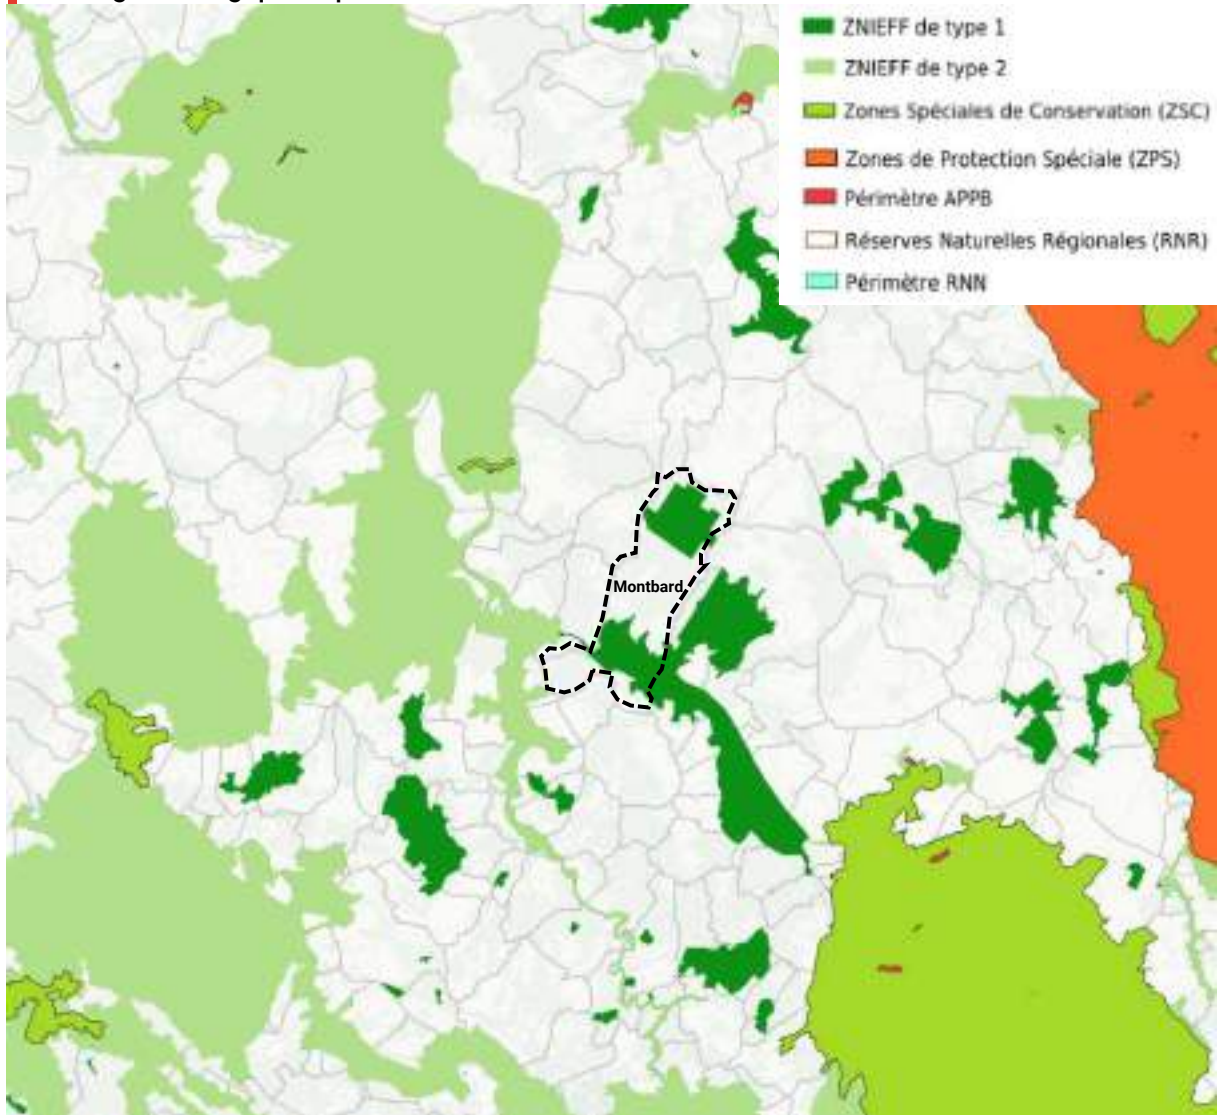 ZNIEFF de type 1
ZNIEFF de type 2
Zones Spéciales de Conservation (ZSC)
Zones de Protection Spéciale (ZPS)
Périmètre APPB
Réserves Naturelles Régionales (RNR)
Périmètre RNN
Montbard